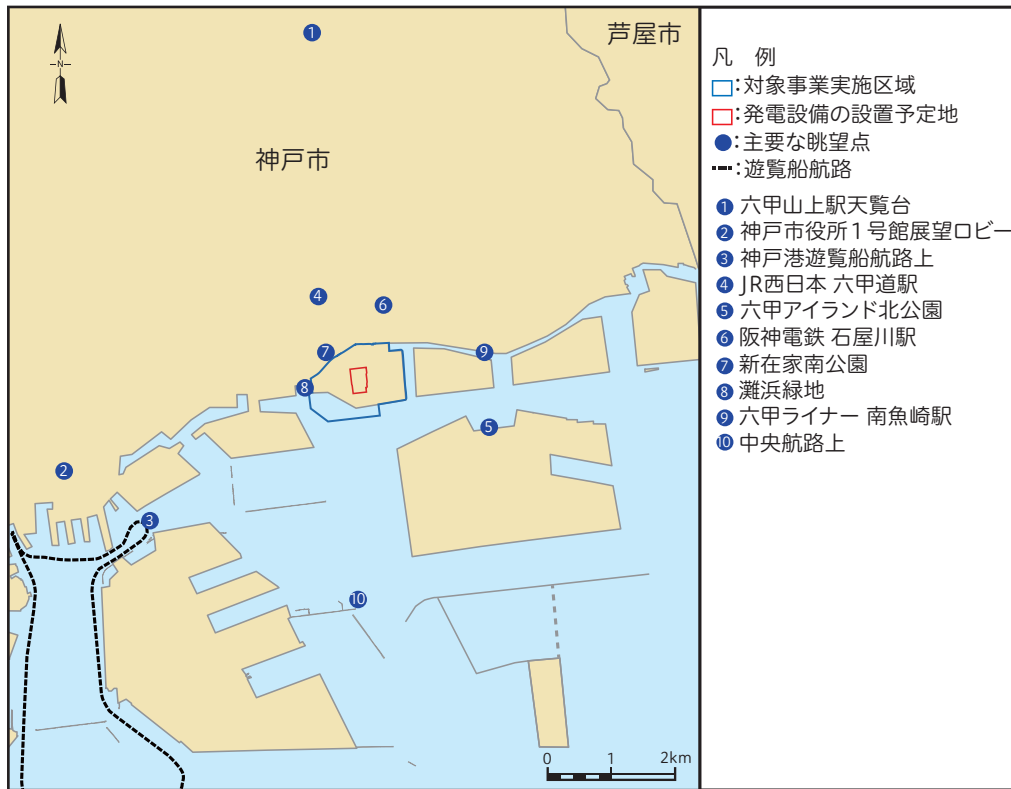 芦屋市
神戸市
N
1
2
3
4
5
6
7
8
9
10
0 1 2km
凡 例
:対象事業実施区域
:発電設備の設置予定地
:主要な眺望点
:遊覧船航路
1 六甲山上駅天覧台
2 神戸市役所1号館展望ロビー
3 神戸港遊覧船航路上
4 JR西日本 六甲道駅
5 六甲アイランド北公園
6 阪神電鉄 石屋川駅
7 新在家南公園
8 灘浜緑地
9 六甲ライナー 南魚崎駅
10 中央航路上